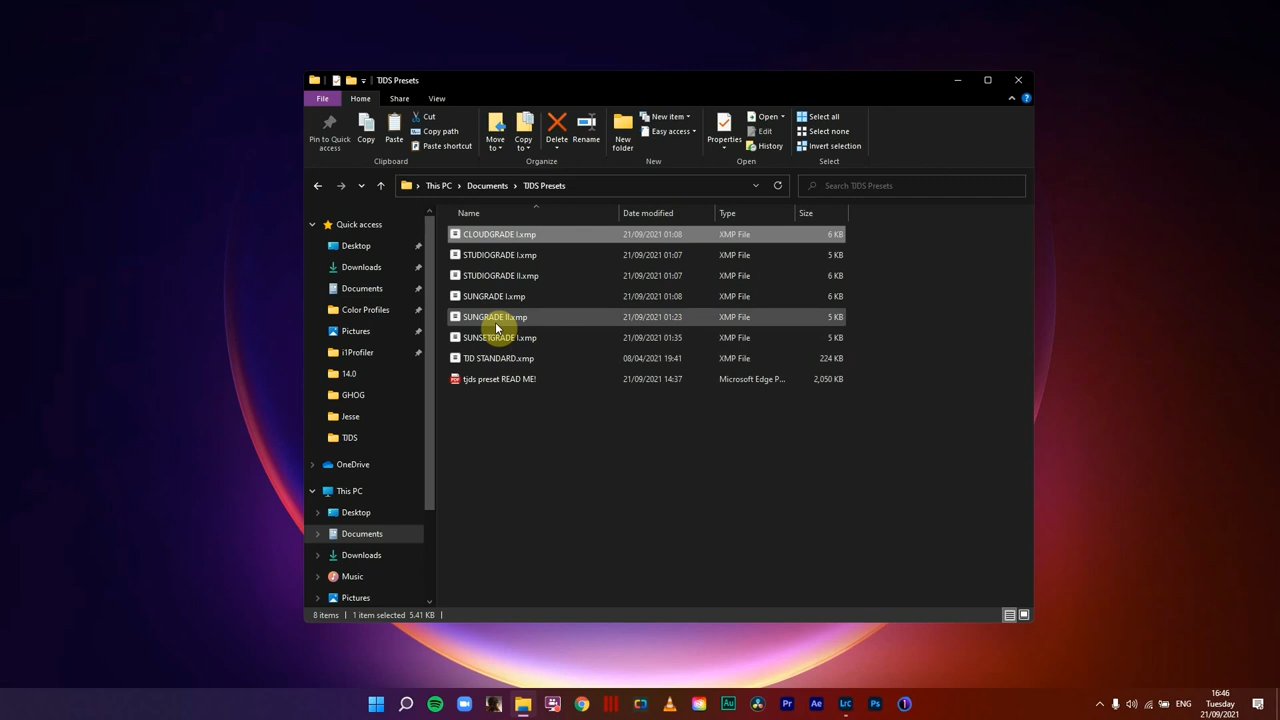 TJDS Presets
File Home Share View
Pin to Quick access
Copy
Paste
Cut
Copy path
Paste shortcut
Clipboard
Move to
Copy to
Delete
Rename
Organize
New folder
New item
Easy access
New
Properties
Open
Edit
History
Open
Select all
Select none
Invert selection
Select
This PC > Documents > TJDS Presets
Search TJDS Presets
Name Date modified Type Size
CLOUDGRADE I.xmp 21/09/2021 01:08 XMP File 6 KB
STUDIOGRADE I.xmp 21/09/2021 01:07 XMP File 5 KB
STUDIOGRADE II.xmp 21/09/2021 01:07 XMP File 6 KB
SUNGRADE I.xmp 21/09/2021 01:08 XMP File 6 KB
SUNGRADE II.xmp 21/09/2021 01:23 XMP File 5 KB
SUNSETGRADE I.xmp 21/09/2021 01:35 XMP File 5 KB
TJD STANDARD.xmp 08/04/2021 19:41 XMP File 224 KB
tjds preset READ ME! 21/09/2021 14:37 Microsoft Edge P... 2,050 KB
Quick access
Desktop
Downloads
Documents
Color Profiles
Pictures
i1Profiler
14.0
GHOG
Jesse
TJDS
OneDrive
This PC
Desktop
Documents
Downloads
Music
Pictures
8 items 1 item selected 5.41 KB
Au
Pr
Ae
Lrc
Ps
ENG
16:46
Tuesday
21/09/2021